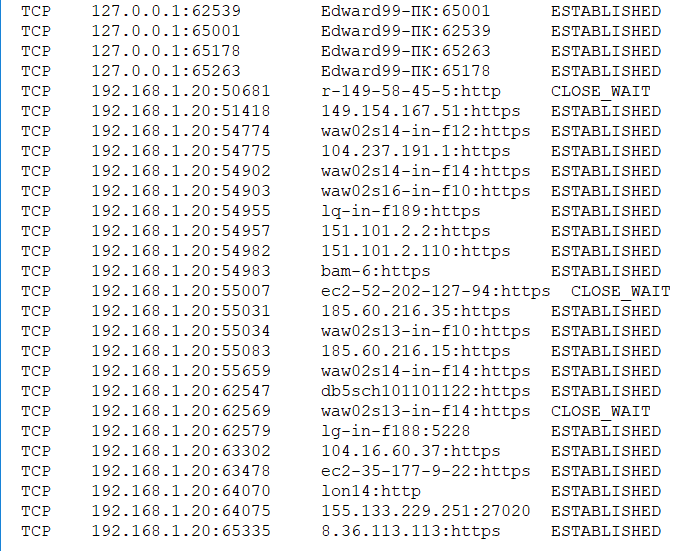 TCP 127.0.0.1:62539 Edward99-ПК:65001 ESTABLISHED
TCP 127.0.0.1:65001 Edward99-ПК:62539 ESTABLISHED
TCP 127.0.0.1:65178 Edward99-ПК:65263 ESTABLISHED
TCP 127.0.0.1:65263 Edward99-ПК:65178 ESTABLISHED
TCP 192.168.1.20:50681 r-149-58-45-5:http CLOSE_WAIT
TCP 192.168.1.20:51418 149.154.167.51:https ESTABLISHED
TCP 192.168.1.20:54774 waw02s14-in-f12:https ESTABLISHED
TCP 192.168.1.20:54775 104.237.191.1:https ESTABLISHED
TCP 192.168.1.20:54902 waw02s14-in-f14:https ESTABLISHED
TCP 192.168.1.20:54903 waw02s16-in-f10:https ESTABLISHED
TCP 192.168.1.20:54955 lq-in-f189:https ESTABLISHED
TCP 192.168.1.20:54957 151.101.2.2:https ESTABLISHED
TCP 192.168.1.20:54982 151.101.2.110:https ESTABLISHED
TCP 192.168.1.20:54983 bam-6:https ESTABLISHED
TCP 192.168.1.20:55007 ec2-52-202-127-94:https CLOSE_WAIT
TCP 192.168.1.20:55031 185.60.216.35:https ESTABLISHED
TCP 192.168.1.20:55034 waw02s13-in-f10:https ESTABLISHED
TCP 192.168.1.20:55083 185.60.216.15:https ESTABLISHED
TCP 192.168.1.20:55659 waw02s14-in-f14:https ESTABLISHED
TCP 192.168.1.20:62547 db5sch101101122:https ESTABLISHED
TCP 192.168.1.20:62569 waw02s13-in-f14:https CLOSE_WAIT
TCP 192.168.1.20:62579 lg-in-f188:5228 ESTABLISHED
TCP 192.168.1.20:63302 104.16.60.37:https ESTABLISHED
TCP 192.168.1.20:63478 ec2-35-177-9-22:https ESTABLISHED
TCP 192.168.1.20:64070 lon14:http ESTABLISHED
TCP 192.168.1.20:64075 155.133.229.251:27020 ESTABLISHED
TCP 192.168.1.20:65335 8.36.113.113:https ESTABLISHED